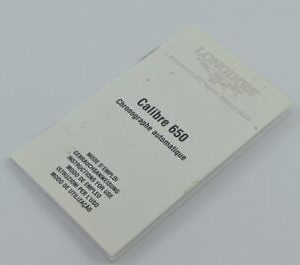 LONGINES
Calibre 650
Chronographe automatique
MODE D'EMPLOI
GEBRAUCHSANWEISUNG
INSTRUCTIONS FOR USE
MODO DE EMPLEO
ISTRUZIONI PER L'USO
MODO DE UTILIZAÇÃO